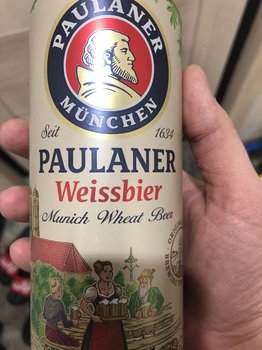 PAULANER
MÜNCHEN
Seit 1634
PAULANER
Weissbier
Munich Wheat Beer